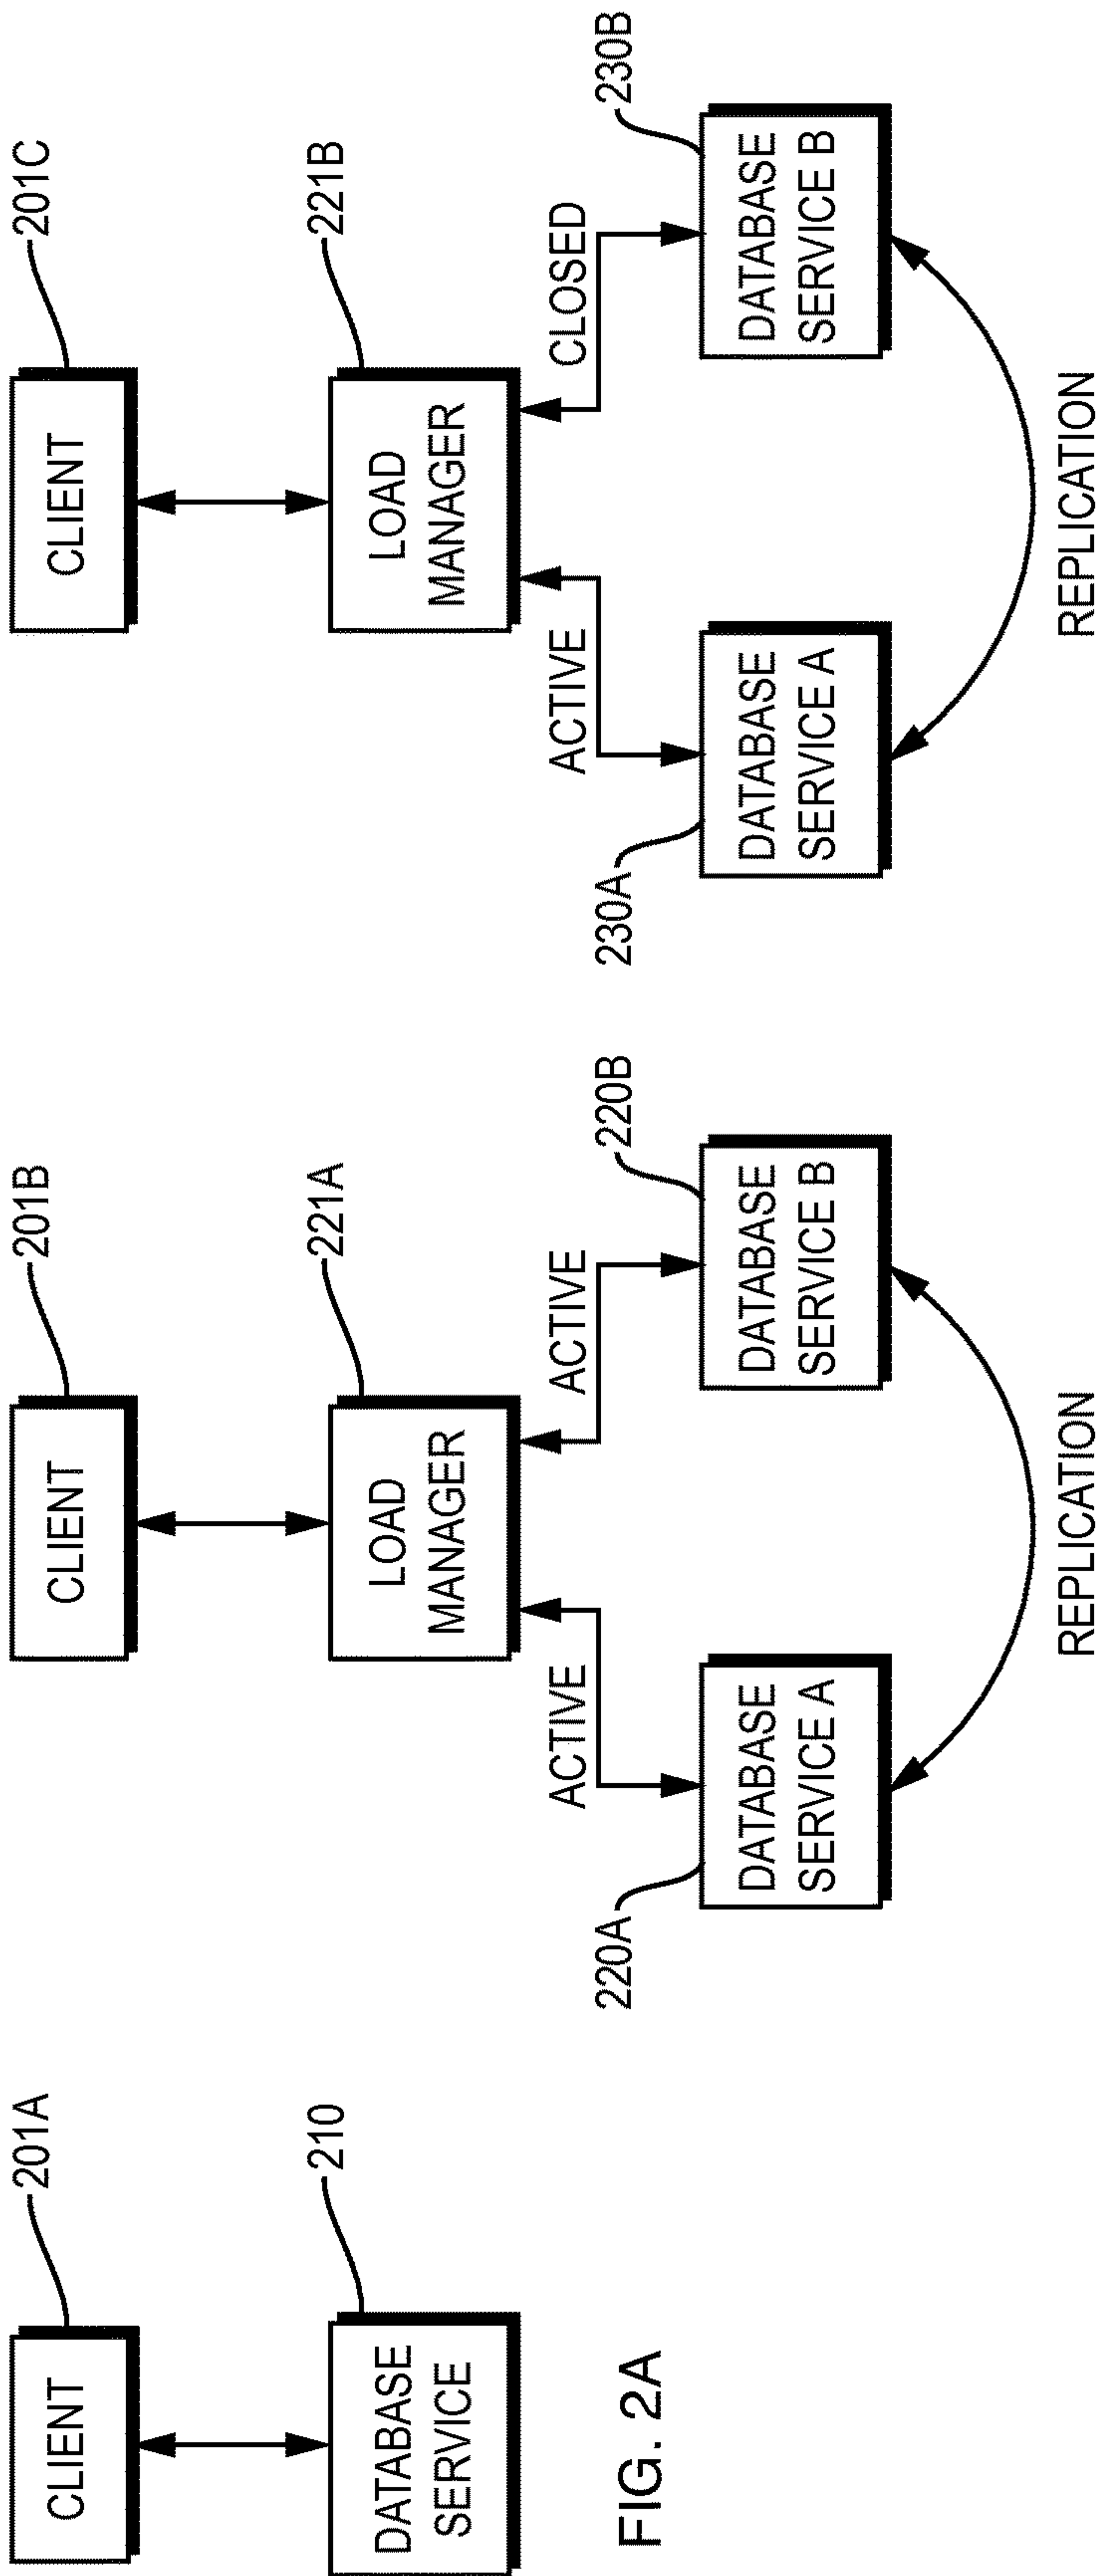 201A
CLIENT
210
DATABASE
SERVICE
FIG. 2A
201B
CLIENT
221A
LOAD
MANAGER
ACTIVE
ACTIVE
220A
DATABASE
SERVICE A
220B
DATABASE
SERVICE B
REPLICATION
201C
CLIENT
221B
LOAD
MANAGER
ACTIVE
CLOSED
230A
DATABASE
SERVICE A
230B
DATABASE
SERVICE B
REPLICATION